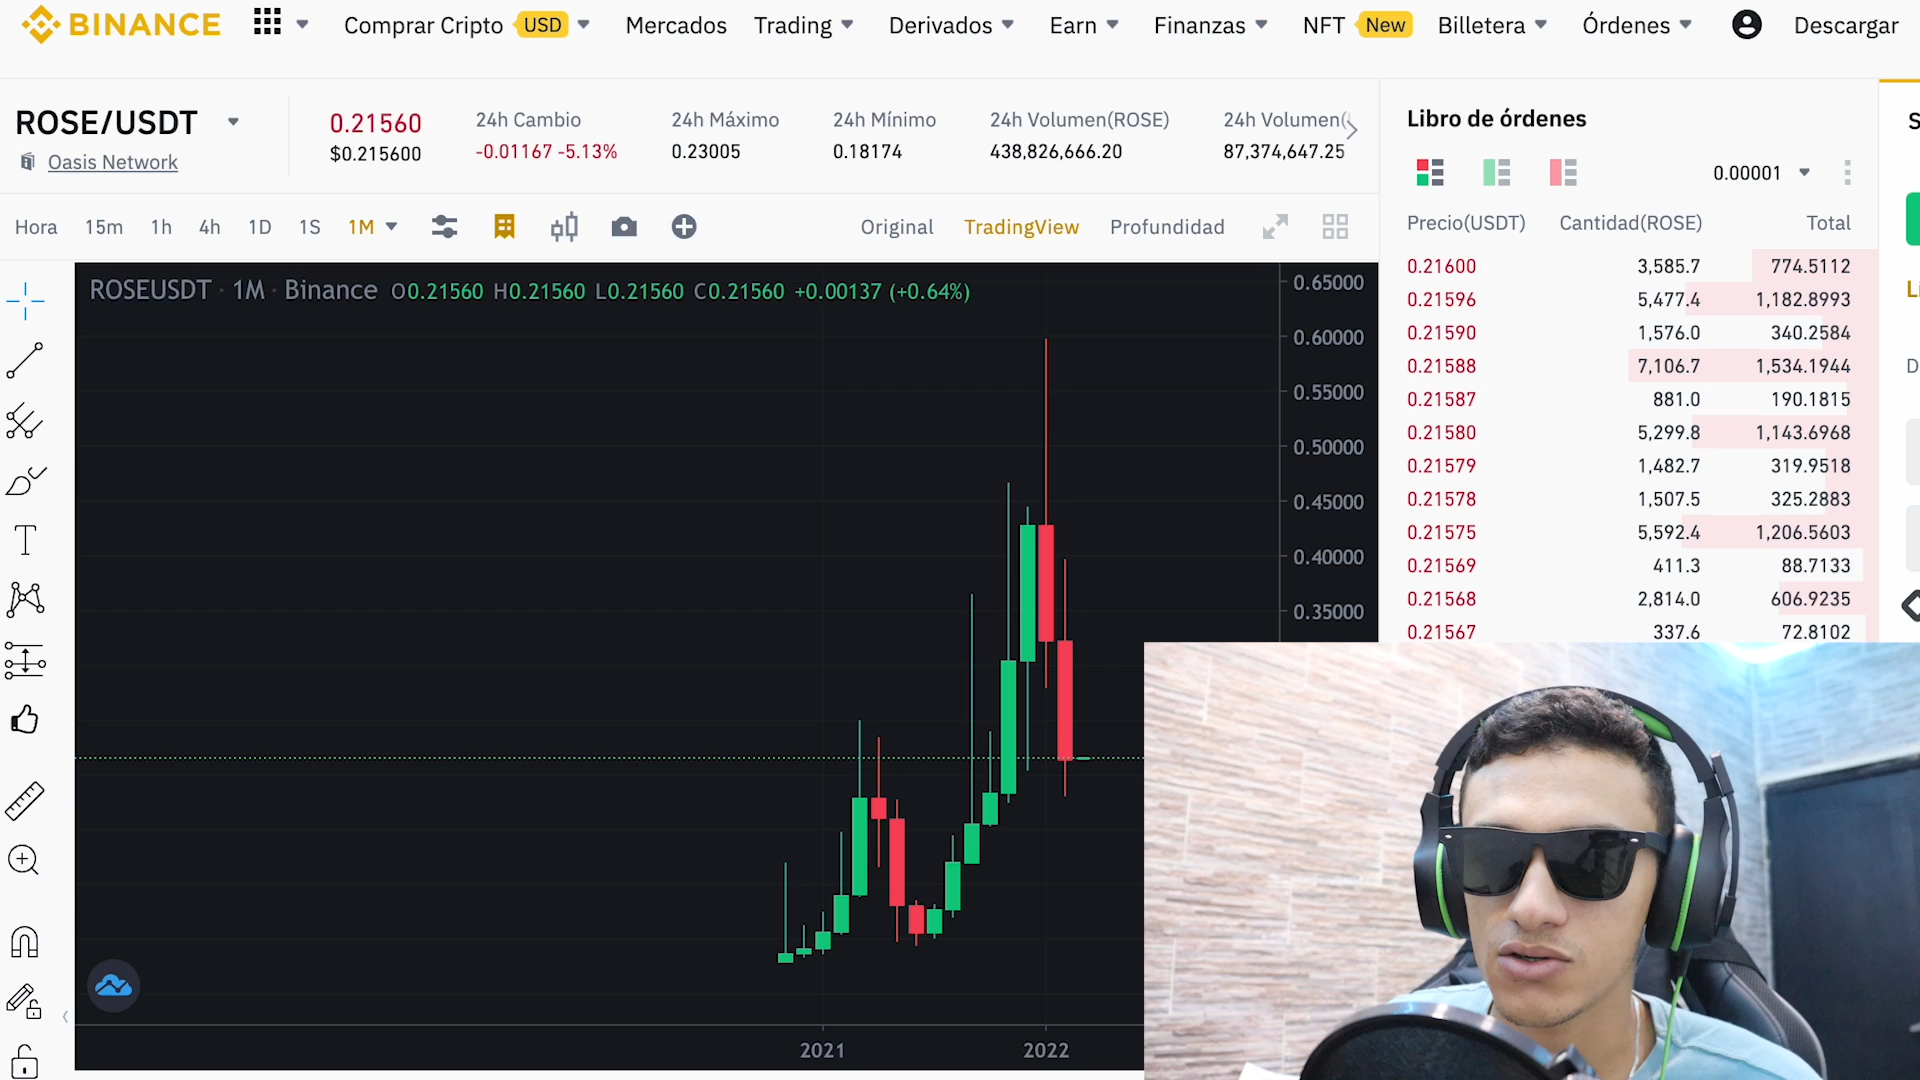 BINANCE
Comprar Cripto USD
Mercados
Trading
Derivados
Earn
Finanzas
NFT New
Billetera
Órdenes
Descargar
ROSE/USDT
Oasis Network
0.21560
$0.215600
24h Cambio
-0.01167 -5.13%
24h Máximo
0.23005
24h Mínimo
0.18174
24h Volumen(ROSE)
438,826,666.20
24h Volumen(
87,374,647.25
Hora 15m 1h 4h 1D 1S 1M
Original TradingView Profundidad
ROSEUSDT · 1M · Binance O0.21560 H0.21560 L0.21560 C0.21560 +0.00137 (+0.64%)
0.65000
0.60000
0.55000
0.50000
0.45000
0.40000
0.35000
2021 2022
Libro de órdenes
0.00001
Precio(USDT) Cantidad(ROSE) Total
0.21600 3,585.7 774.5112
0.21596 5,477.4 1,182.8993
0.21590 1,576.0 340.2584
0.21588 7,106.7 1,534.1944
0.21587 881.0 190.1815
0.21580 5,299.8 1,143.6968
0.21579 1,482.7 319.9518
0.21578 1,507.5 325.2883
0.21575 5,592.4 1,206.5603
0.21569 411.3 88.7133
0.21568 2,814.0 606.9235
0.21567 337.6 72.8102